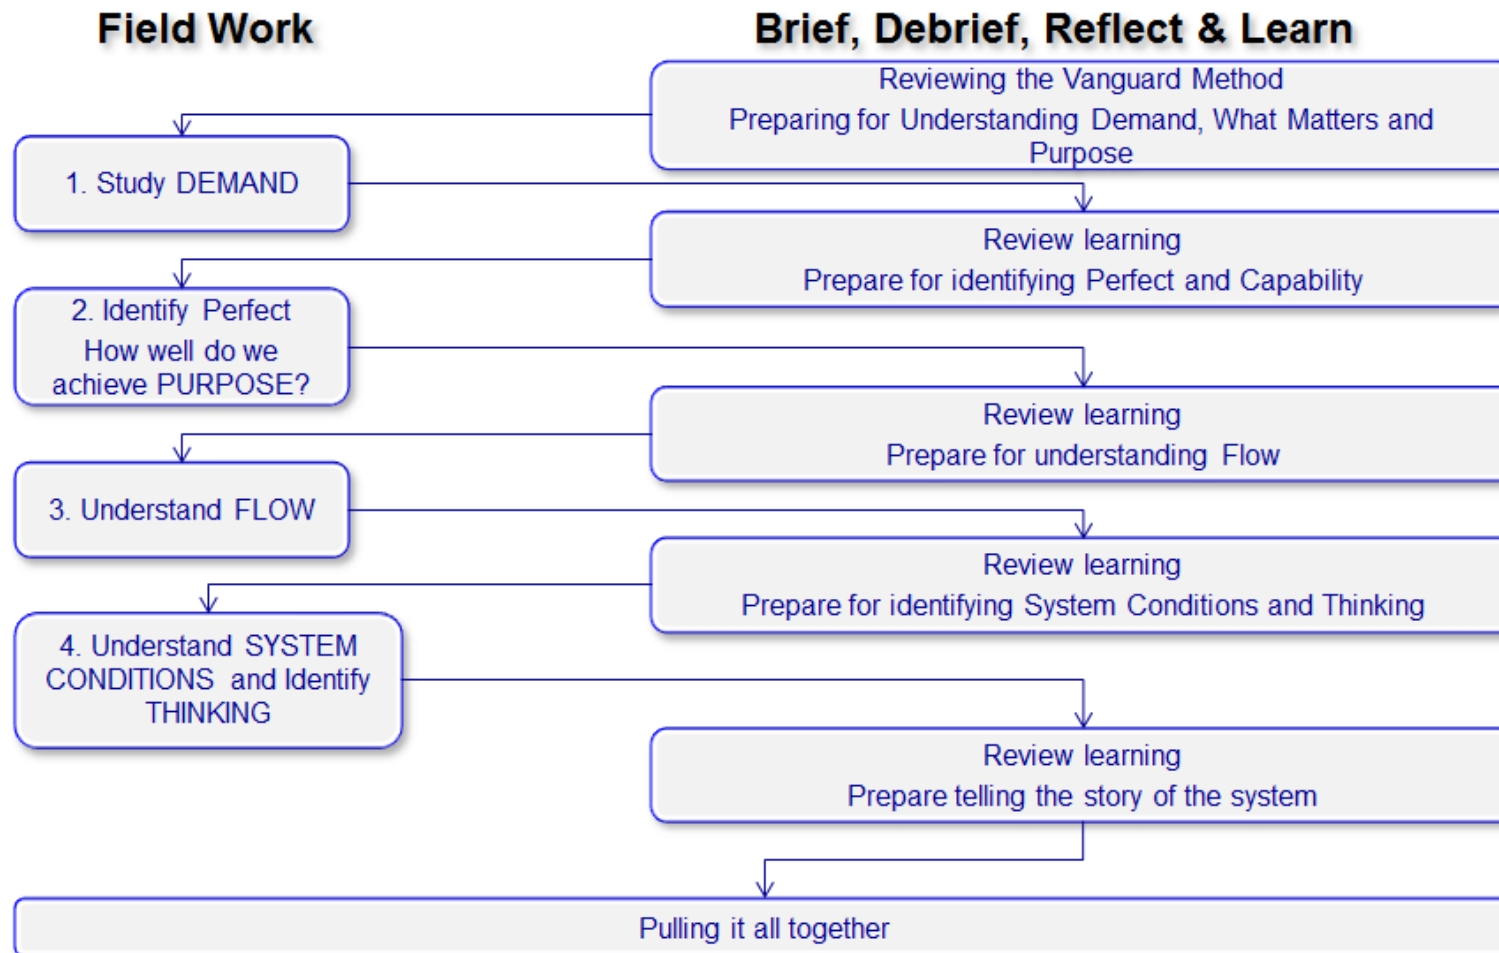 Field Work
Brief, Debrief, Reflect & Learn
Reviewing the Vanguard Method
Preparing for Understanding Demand, What Matters and
Purpose
1. Study DEMAND
Review learning
Prepare for identifying Perfect and Capability
2. Identify Perfect
How well do we
achieve PURPOSE?
Review learning
Prepare for understanding Flow
3. Understand FLOW
Review learning
Prepare for identifying System Conditions and Thinking
4. Understand SYSTEM
CONDITIONS and Identify
THINKING
Review learning
Prepare telling the story of the system
Pulling it all together